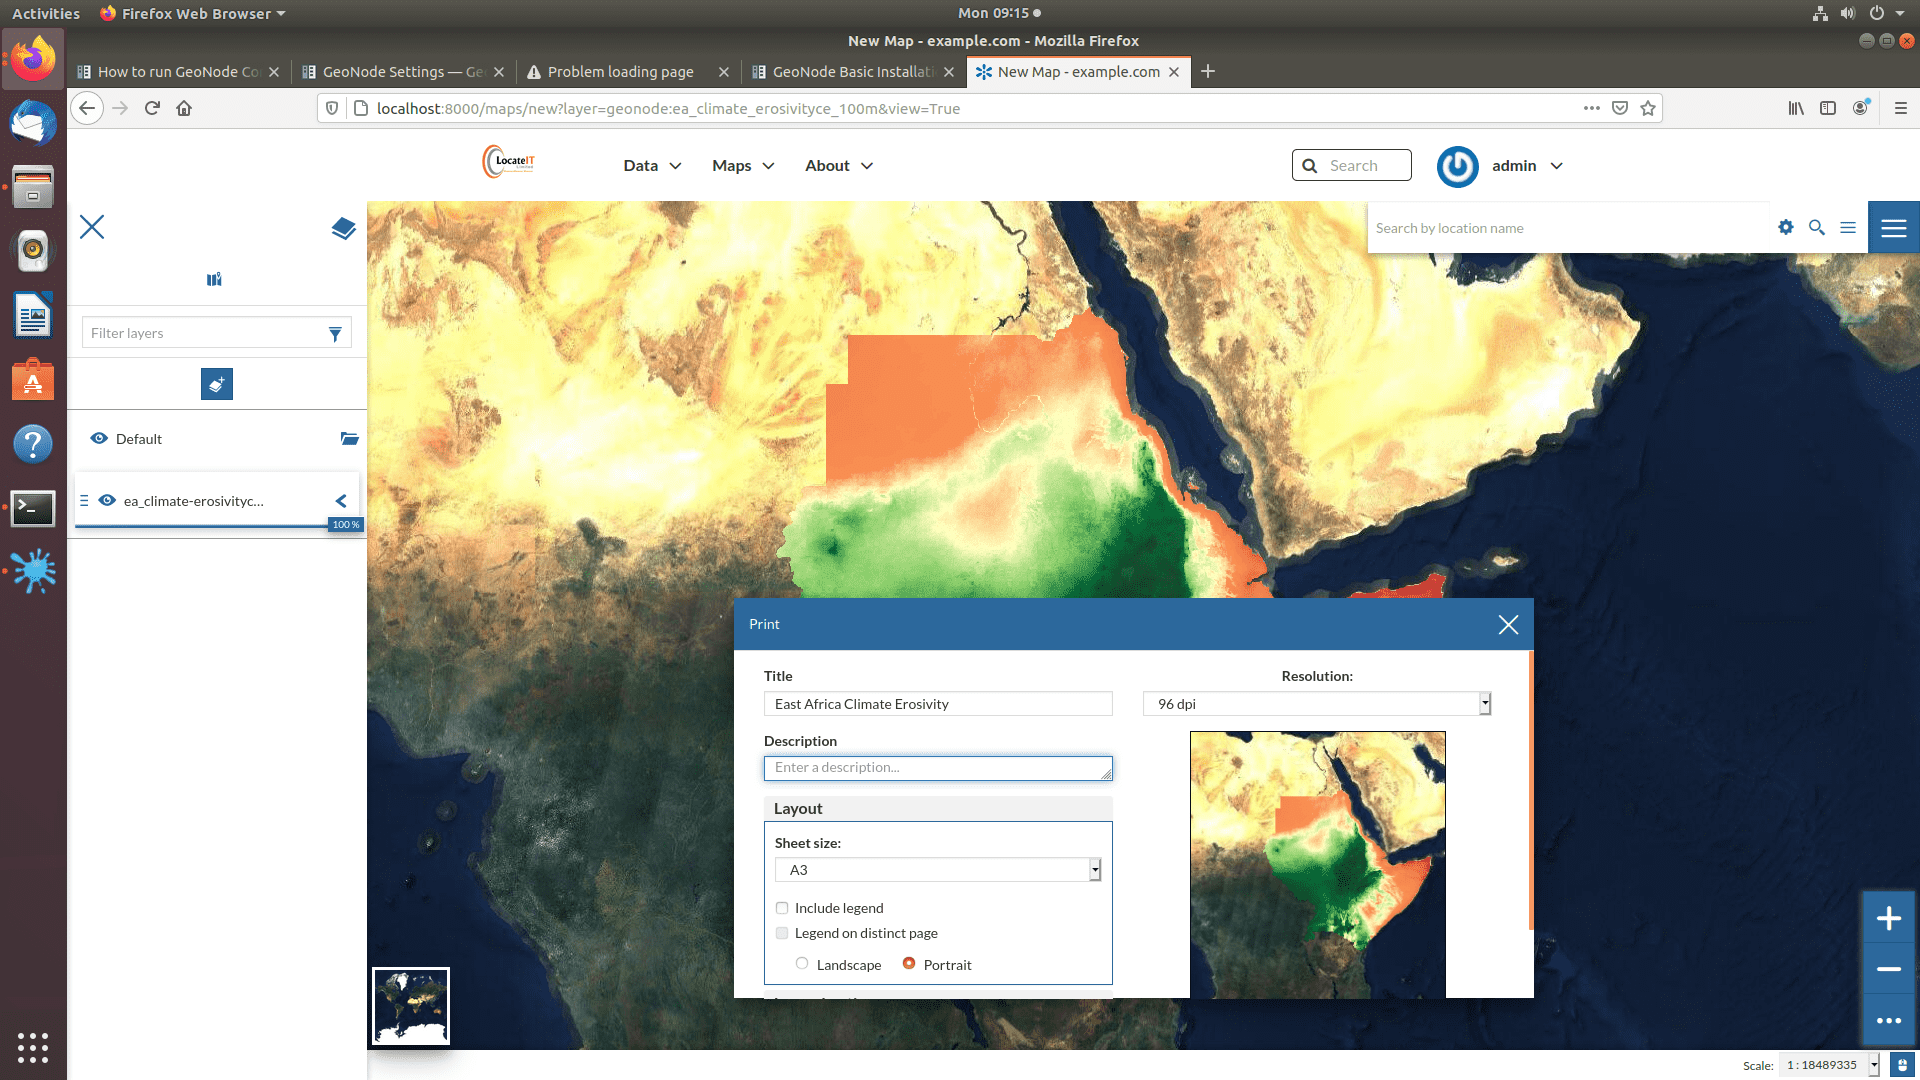 Activities
Firefox Web Browser
Mon 09:15
New Map - example.com - Mozilla Firefox
How to run GeoNode Co
GeoNode Settings — Ge
Problem loading page
GeoNode Basic Installati
New Map - example.com
localhost:8000/maps/new?layer=geonode:ea_climate_erosivityce_100m&view=True
LocateIT
Data
Maps
About
Search
admin
Search by location name
Filter layers
Default
ea_climate-erosivityc...
100 %
Print
Title
Resolution:
East Africa Climate Erosivity
96 dpi
Description
Enter a description...
Layout
Sheet size:
A3
Include legend
Legend on distinct page
Landscape
Portrait
Scale:
1 : 18489335